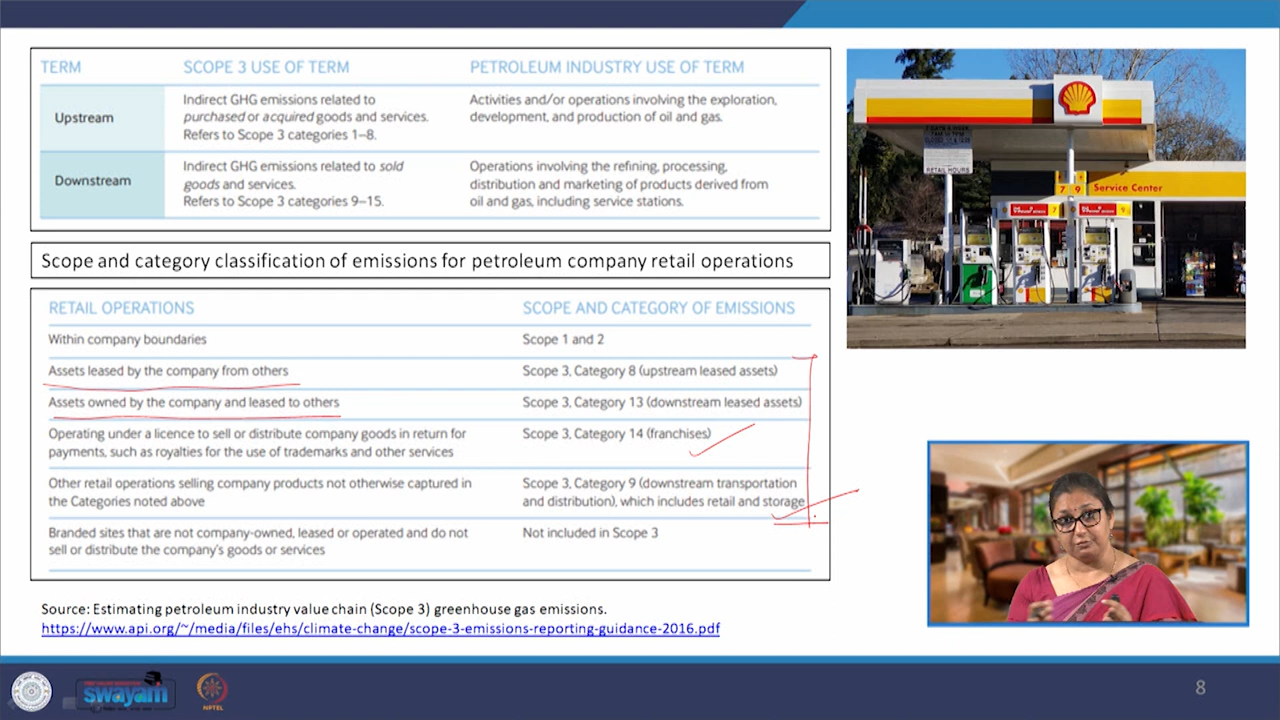 TERM SCOPE 3 USE OF TERM PETROLEUM INDUSTRY USE OF TERM
Upstream
Indirect GHG emissions related to
purchased or acquired goods and services.
Refers to Scope 3 categories 1–8.
Activities and/or operations involving the exploration,
development, and production of oil and gas.
Downstream
Indirect GHG emissions related to sold
goods and services.
Refers to Scope 3 categories 9–15.
Operations involving the refining, processing,
distribution and marketing of products derived from
oil and gas, including service stations.
Scope and category classification of emissions for petroleum company retail operations
RETAIL OPERATIONS SCOPE AND CATEGORY OF EMISSIONS
Within company boundaries Scope 1 and 2
Assets leased by the company from others Scope 3, Category 8 (upstream leased assets)
Assets owned by the company and leased to others Scope 3, Category 13 (downstream leased assets)
Operating under a licence to sell or distribute company goods in return for
payments, such as royalties for the use of trademarks and other services
Scope 3, Category 14 (franchises)
Other retail operations selling company products not otherwise captured in
the Categories noted above
Scope 3, Category 9 (downstream transportation
and distribution), which includes retail and storage
Branded sites that are not company-owned, leased or operated and do not
sell or distribute the company's goods or services
Not included in Scope 3
Source: Estimating petroleum industry value chain (Scope 3) greenhouse gas emissions.
https://www.api.org/~/media/files/ehs/climate-change/scope-3-emissions-reporting-guidance-2016.pdf
RETAIL HOURS
7 9 Service Center
7
9
swayam
NPTEL
8